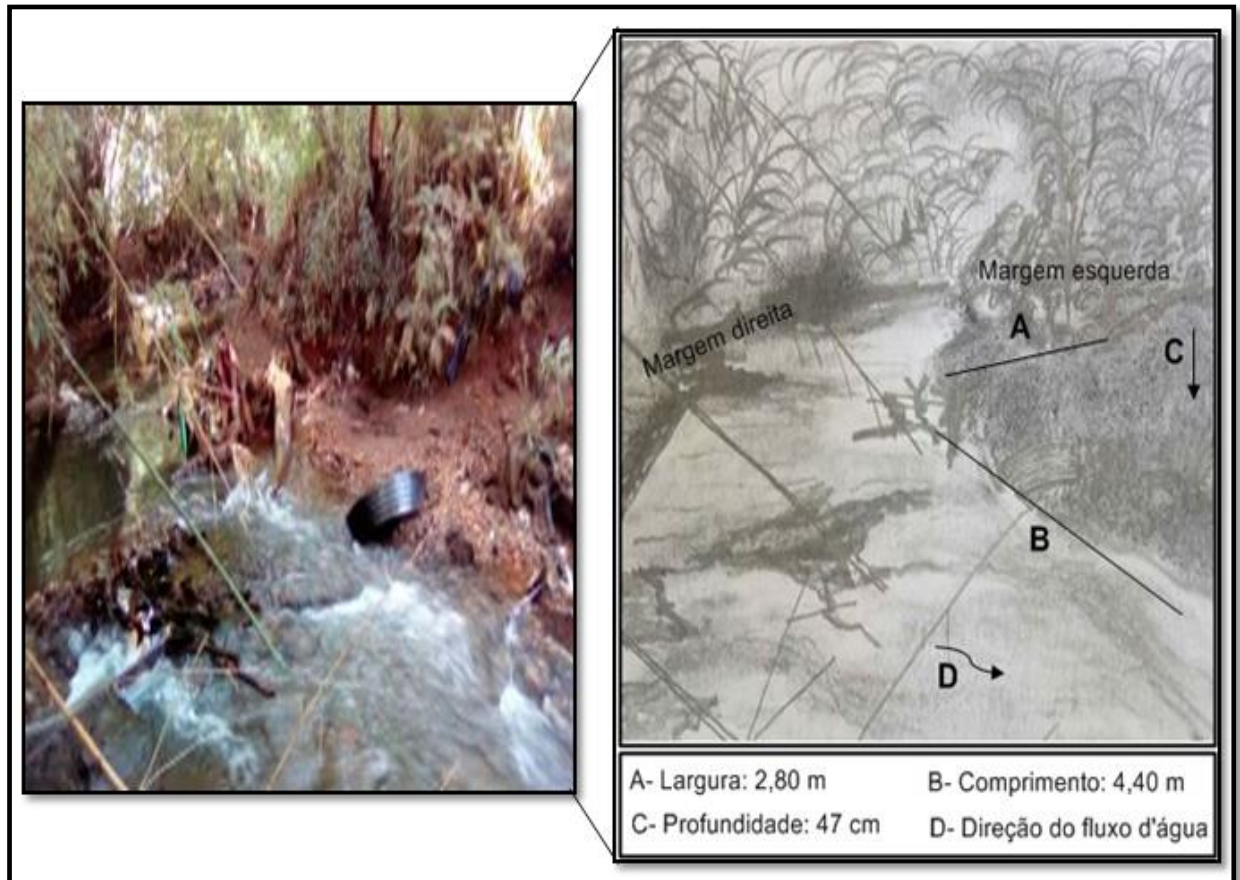 Margem esquerda
A
Margem direita
C
B
D
A- Largura: 2,80 m
B- Comprimento: 4,40 m
C- Profundidade: 47 cm
D- Direção do fluxo d'água